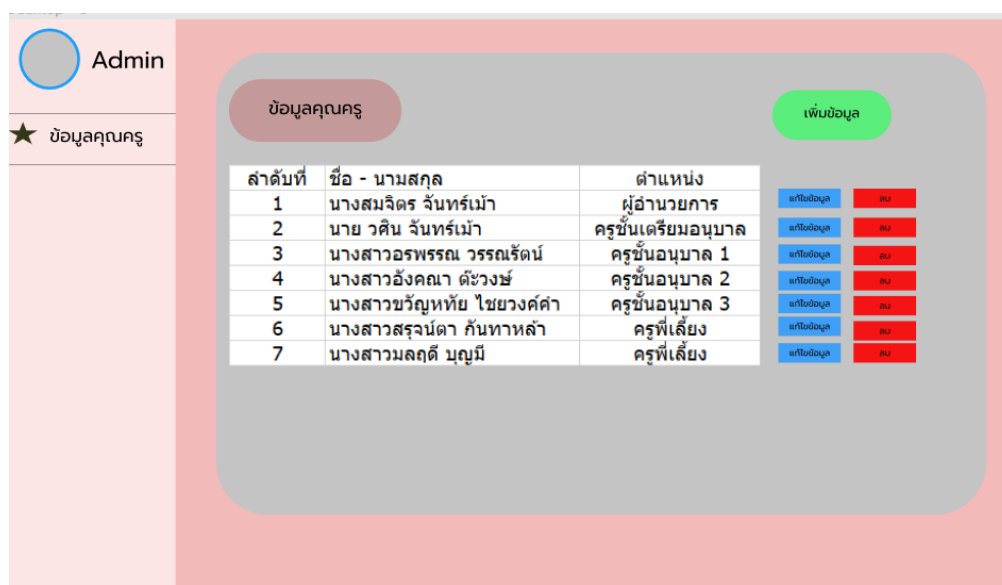 Admin
ข้อมูลคุณครู
ข้อมูลคุณครู
เพิ่มข้อมูล
ลำดับที่ ชื่อ - นามสกุล ตำแหน่ง
1 นางสมจิตร จันทร์เม้า ผู้อำนวยการ แก้ไขข้อมูล ลบ
2 นาย วศิน จันทร์เม้า ครูชั้นเตรียมอนุบาล แก้ไขข้อมูล ลบ
3 นางสาวอรพรรณ วรรณรัตน์ ครูชั้นอนุบาล 1 แก้ไขข้อมูล ลบ
4 นางสาวอังคณา ต๊ะวงษ์ ครูชั้นอนุบาล 2 แก้ไขข้อมูล ลบ
5 นางสาวขวัญหทัย ไชยวงค์คำ ครูชั้นอนุบาล 3 แก้ไขข้อมูล ลบ
6 นางสาวสรุจน์ตา กันทาหล้า ครูพี่เลี้ยง แก้ไขข้อมูล ลบ
7 นางสาวมลฤดี บุญมี ครูพี่เลี้ยง แก้ไขข้อมูล ลบ